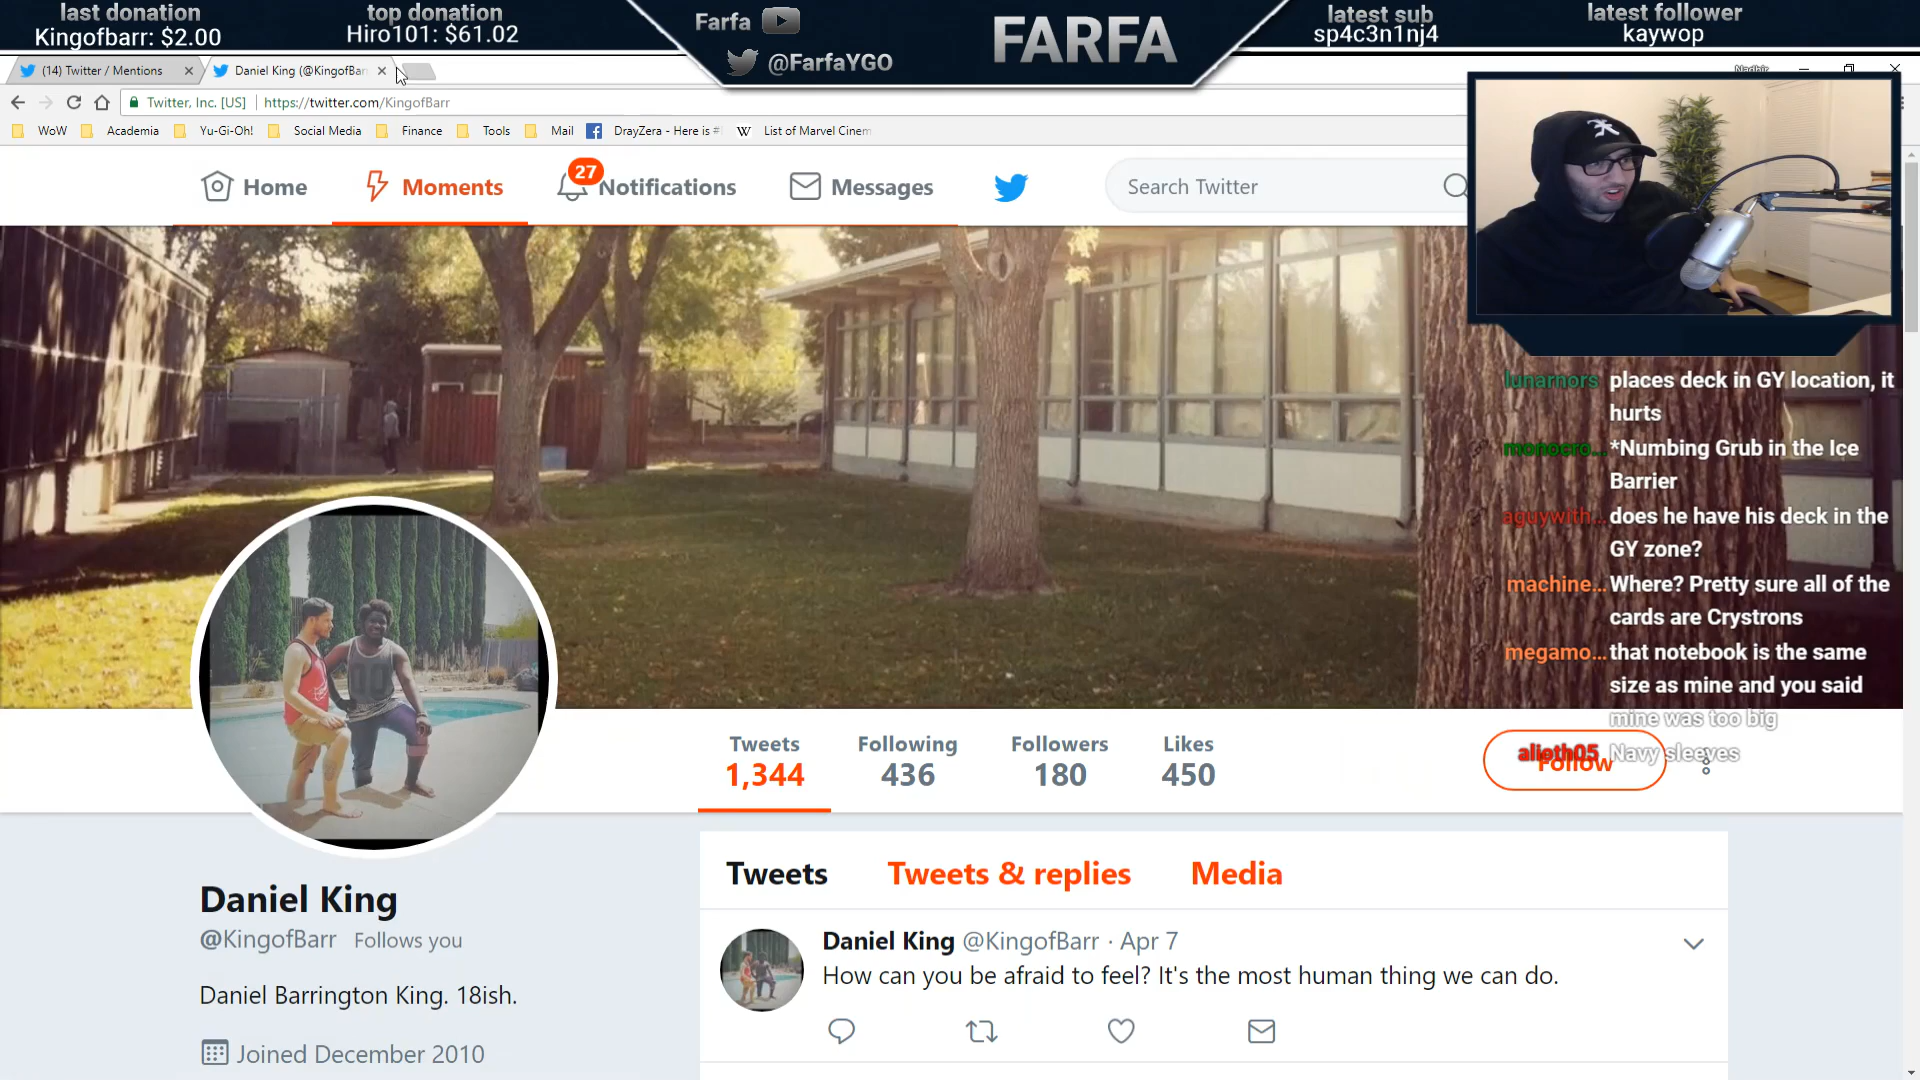 last donation
Kingofbarr: $2.00
top donation
Hiro101: $61.02
Farfa
@FarfaYGO
FARFA
latest sub
sp4c3n1nj4
latest follower
kaywop
(14) Twitter / Mentions
Daniel King (@KingofBar
Nadhir
Twitter, Inc. [US]
https://twitter.com/KingofBarr
WoW
Academia
Yu-Gi-Oh!
Social Media
Finance
Tools
Mail
DrayZera - Here is #
List of Marvel Cinem
Home
Moments
27
Notifications
Messages
Search Twitter
lunarnors places deck in GY location, it
hurts
monocro... *Numbing Grub in the Ice
Barrier
aguywith... does he have his deck in the
GY zone?
machine... Where? Pretty sure all of the
cards are Crystrons
megamo... that notebook is the same
size as mine and you said
mine was too big
alioth05 Navy sleeves
Tweets
1,344
Following
436
Followers
180
Likes
450
Follow
Daniel King
@KingofBarr Follows you
Daniel Barrington King. 18ish.
Joined December 2010
Tweets
Tweets & replies
Media
Daniel King @KingofBarr · Apr 7
How can you be afraid to feel? It's the most human thing we can do.